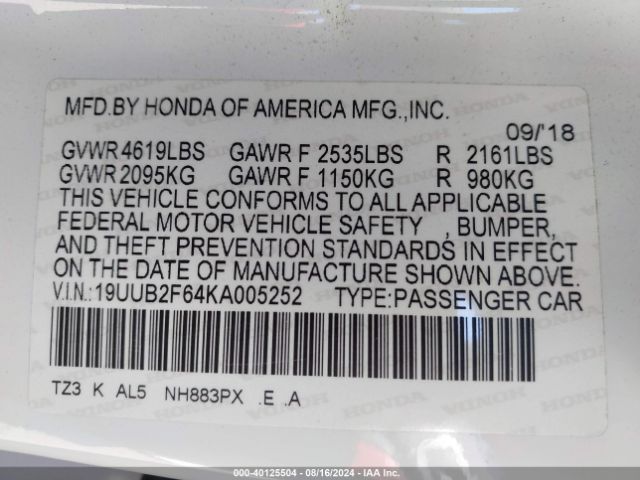 MFD.BY HONDA OF AMERICA MFG.,INC.
09/'18
GVWR 4619LBS GAWR F 2535LBS R 2161LBS
GVWR 2095KG GAWR F 1150KG R 980KG
THIS VEHICLE CONFORMS TO ALL APPLICABLE
FEDERAL MOTOR VEHICLE SAFETY , BUMPER,
AND THEFT PREVENTION STANDARDS IN EFFECT
ON THE DATE OF MANUFACTURE SHOWN ABOVE.
V.I.N.:19UUB2F64KA005252 TYPE:PASSENGER CAR
TZ3 K AL5 NH883PX .E .A
000-40125504 - 08/16/2024 - IAA Inc.